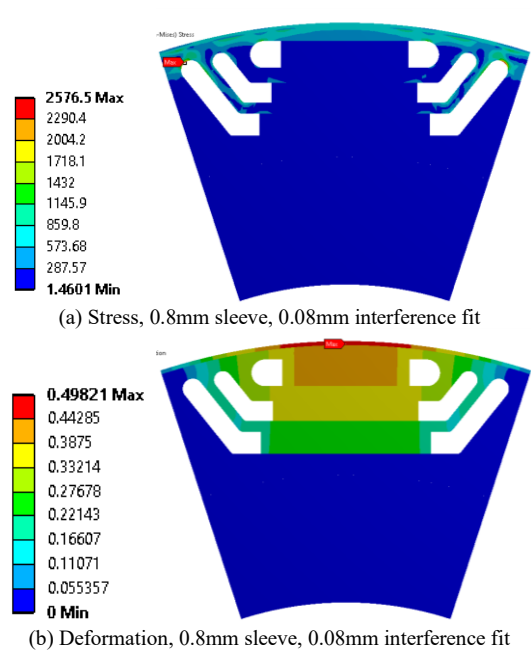 -Mises) Stress
Max
2576.5 Max
2290.4
2004.2
1718.1
1432
1145.9
859.8
573.68
287.57
1.4601 Min
(a) Stress, 0.8mm sleeve, 0.08mm interference fit
tion
Max
0.49821 Max
0.44285
0.3875
0.33214
0.27678
0.22143
0.16607
0.11071
0.055357
0 Min
(b) Deformation, 0.8mm sleeve, 0.08mm interference fit